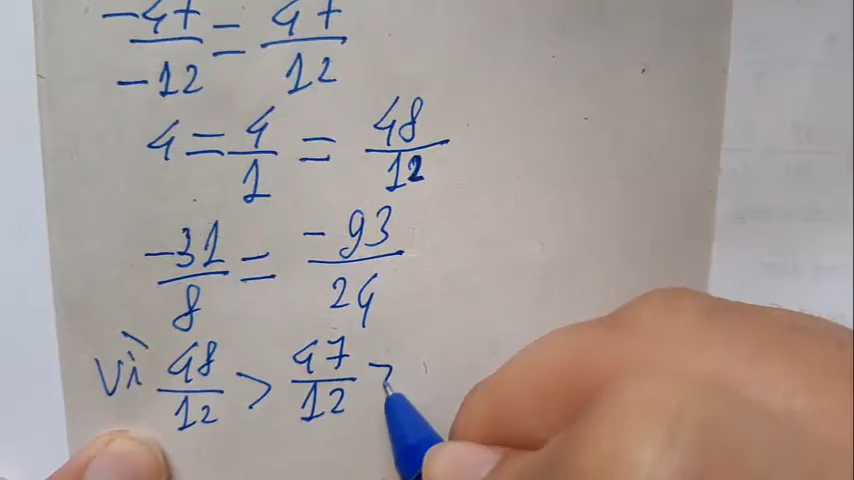 -47/-12 = 47/12
4 = 4/1 = 48/12
-31/8 = -93/24
Vì 48/12 > 47/12 >